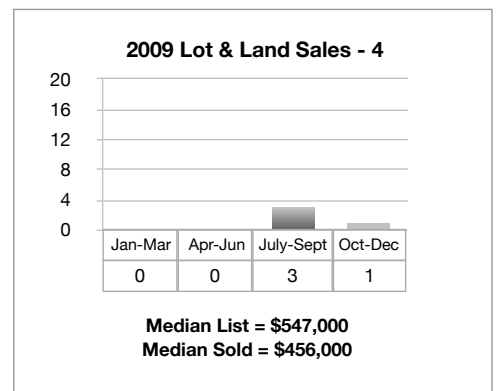 2009 Lot & Land Sales - 4
20
16
12
8
4
0
Jan-Mar Apr-Jun July-Sept Oct-Dec
0 0 3 1
Median List = $547,000
Median Sold = $456,000